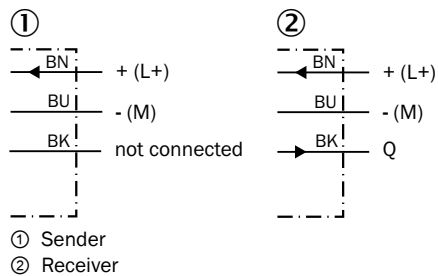 ① ②
BN + (L+) BN + (L+)
BU - (M) BU - (M)
BK not connected BK Q
① Sender
② Receiver